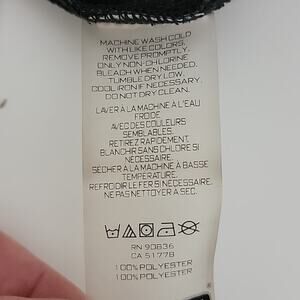 MACHINE WASH COLD
WITH LIKE COLORS.
REMOVE PROMPTLY.
ONLY NON-CHLORINE
BLEACH WHEN NEEDED.
TUMBLE DRY LOW.
COOL IRON IF NECESSARY.
DO NOT DRY CLEAN.
LAVER À LA MACHINE À L'EAU
FROIDE
AVEC DES COULEURS
SEMBLABLES.
RETIREZ RAPIDEMENT.
BLANCHIR SANS CHLORE SI
NÉCESSAIRE.
SÉCHER À LA MACHINE À BASSE
TEMPERATURE.
REFROIDIR LE FER SI NÉCESSAIRE.
NE PAS NETTOYER À SEC.
RN 90836
CA 51778
100% POLYESTER
100% POLYESTER